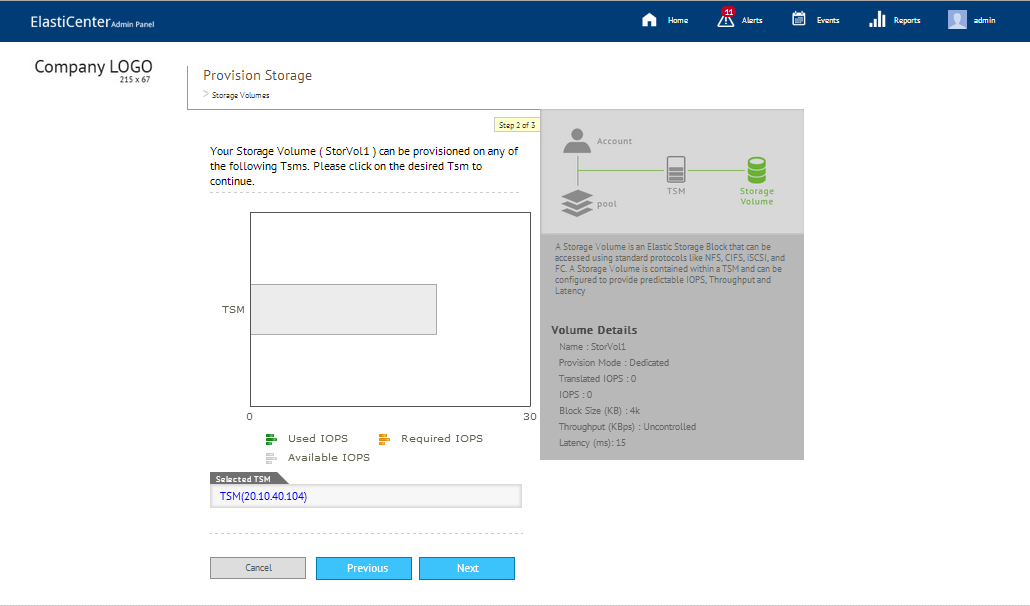 ElastiCenter Admin Panel
Home
11
Alerts
Events
Reports
admin
Company LOGO
215 x 67
Provision Storage
> Storage Volumes
Step 2 of 3
Your Storage Volume ( StorVol1 ) can be provisioned on any of
the following Tsms. Please click on the desired Tsm to
continue.
TSM
0
30
Used IOPS
Required IOPS
Available IOPS
Selected TSM
TSM(20.10.40.104)
Cancel
Previous
Next
Account
TSM
Storage
Volume
pool
A Storage Volume is an Elastic Storage Block that can be
accessed using standard protocols like NFS, CIFS, iSCSI, and
FC. A Storage Volume is contained within a TSM and can be
configured to provide predictable IOPS, Throughput and
Latency
Volume Details
Name : StorVol1
Provision Mode : Dedicated
Translated IOPS : 0
IOPS : 0
Block Size (KB) : 4k
Throughput (KBps) : Uncontrolled
Latency (ms): 15